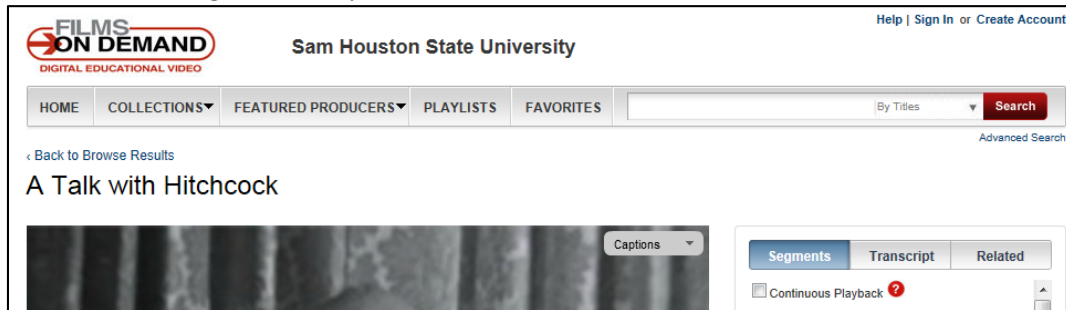 Help | Sign In or Create Account
FILMS
ON DEMAND
DIGITAL EDUCATIONAL VIDEO
Sam Houston State University
HOME COLLECTIONS FEATURED PRODUCERS PLAYLISTS FAVORITES By Titles Search
Advanced Search
‹ Back to Browse Results
A Talk with Hitchcock
Captions
Segments Transcript Related
Continuous Playback ?